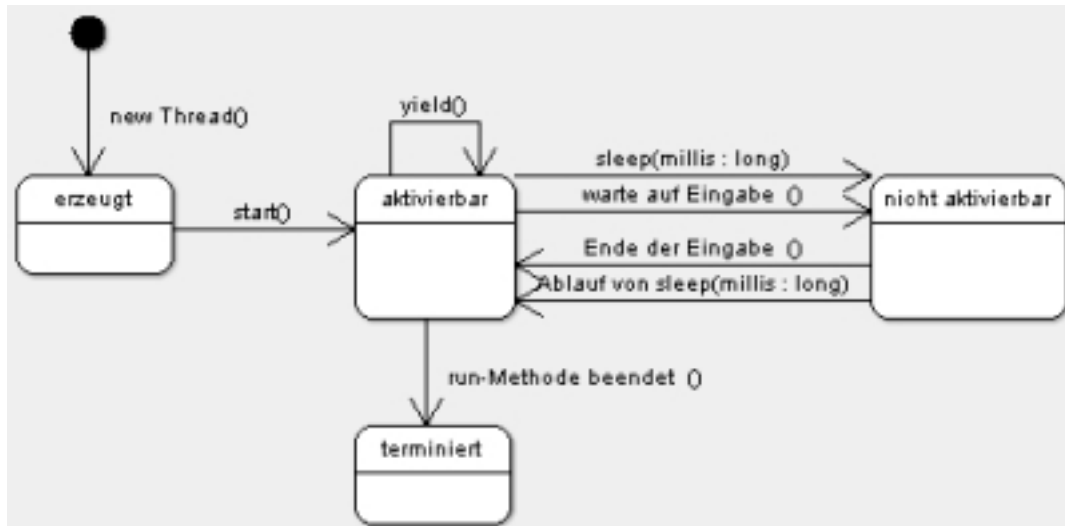 new Thread()
yield()
sleep(millis : long)
erzeugt
aktivierbar
warte auf Eingabe ()
nicht aktivierbar
start()
Ende der Eingabe ()
Ablauf von sleep(millis : long)
run-Methode beendet ()
terminiert